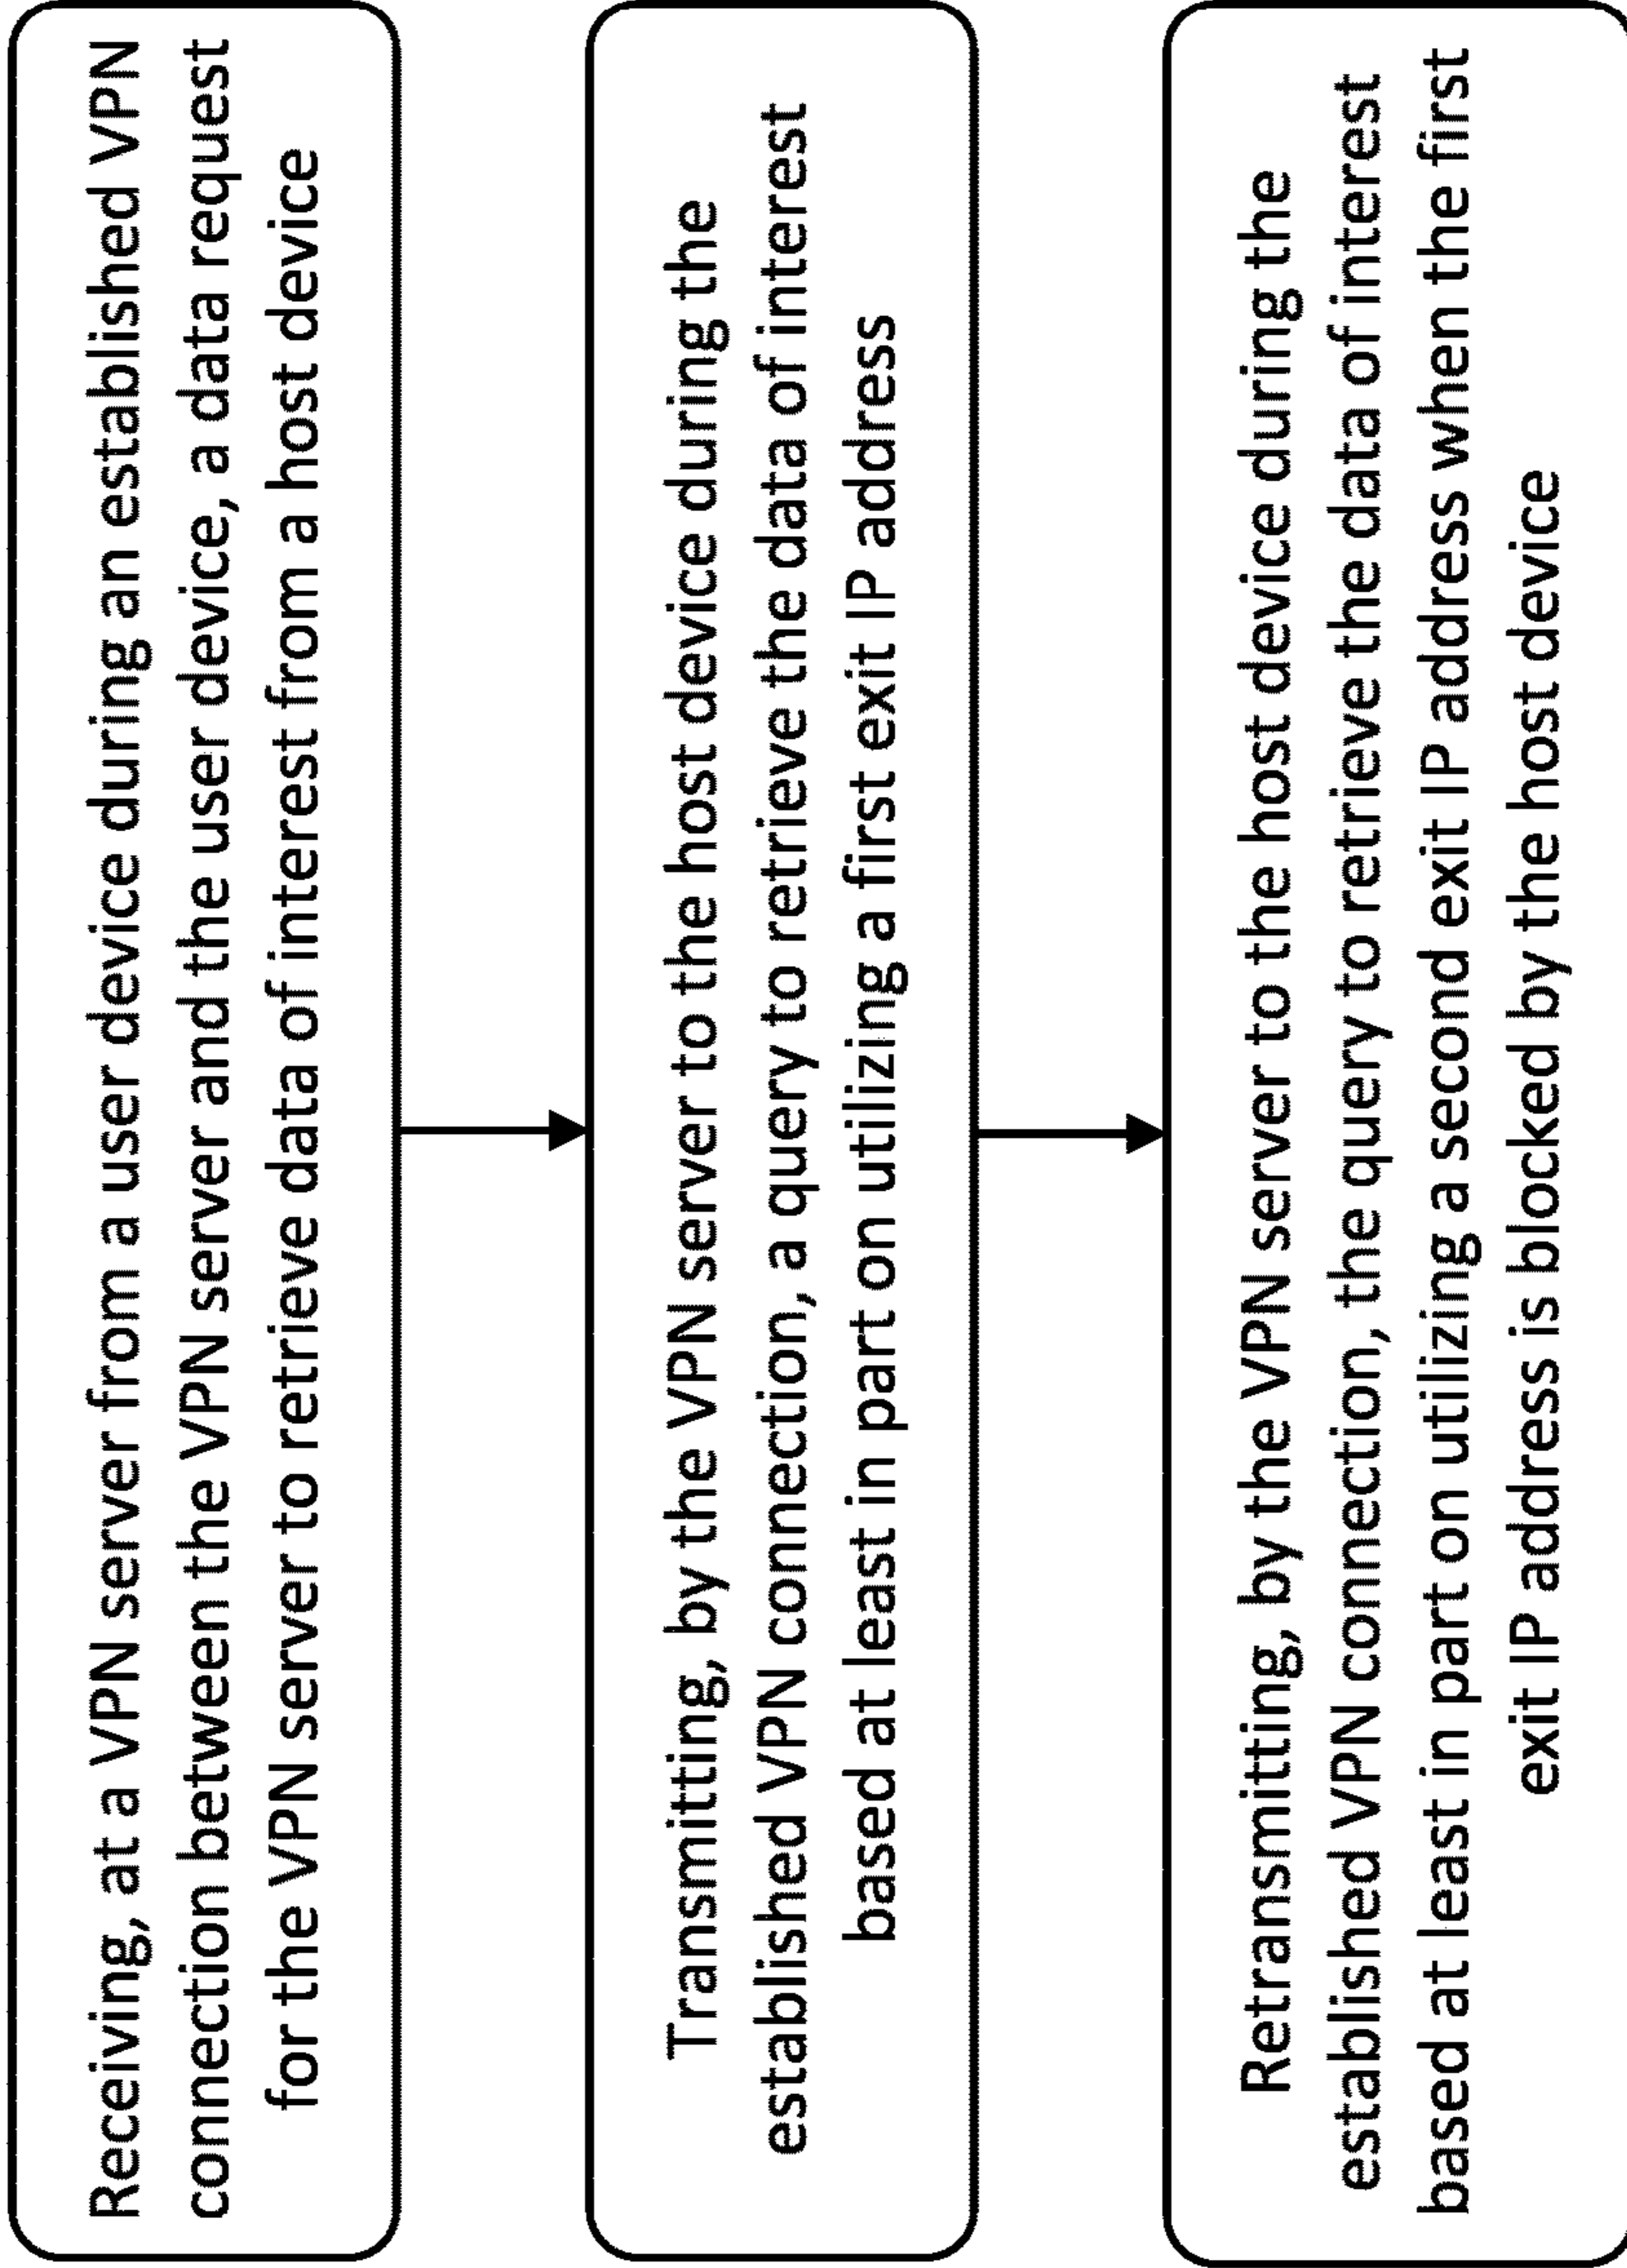 Receiving, at a VPN server from a user device during an established VPN
connection between the VPN server and the user device, a data request
for the VPN server to retrieve data of interest from a host device
Transmitting, by the VPN server to the host device during the
established VPN connection, a query to retrieve the data of interest
based at least in part on utilizing a first exit IP address
Retransmitting, by the VPN server to the host device during the
established VPN connection, the query to retrieve the data of interest
based at least in part on utilizing a second exit IP address when the first
exit IP address is blocked by the host device